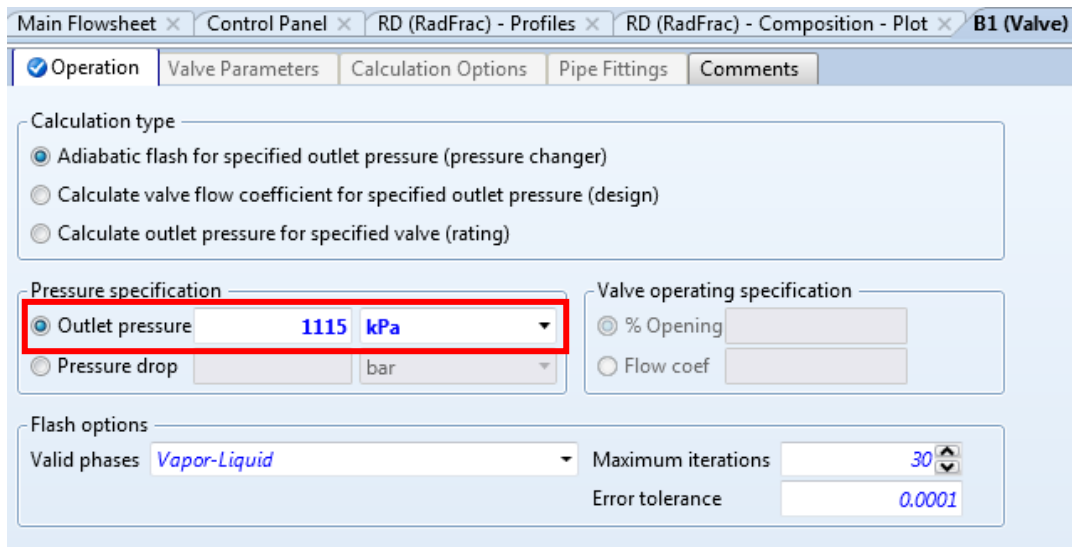 Main Flowsheet Control Panel RD (RadFrac) - Profiles RD (RadFrac) - Composition - Plot B1 (Valve)
Operation Valve Parameters Calculation Options Pipe Fittings Comments
Calculation type
Adiabatic flash for specified outlet pressure (pressure changer)
Calculate valve flow coefficient for specified outlet pressure (design)
Calculate outlet pressure for specified valve (rating)
Pressure specification Valve operating specification
Outlet pressure 1115 kPa % Opening
Pressure drop bar Flow coef
Flash options
Valid phases Vapor-Liquid Maximum iterations 30
Error tolerance 0.0001